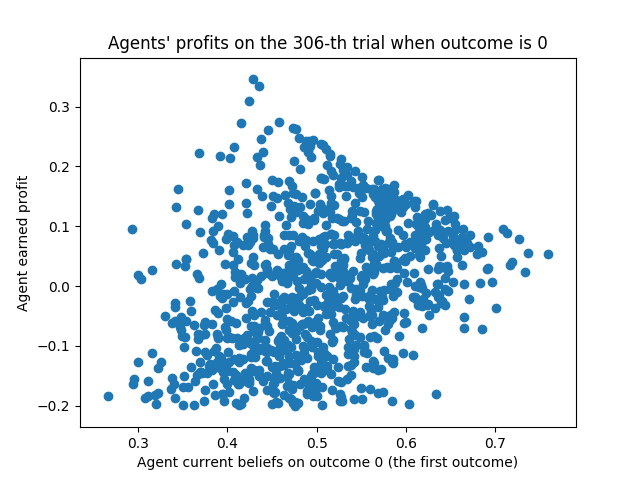 Agents' profits on the 306-th trial when outcome is 0
Agent earned profit
0.3
0.2
0.1
0.0
−0.1
−0.2
0.3 0.4 0.5 0.6 0.7
Agent current beliefs on outcome 0 (the first outcome)